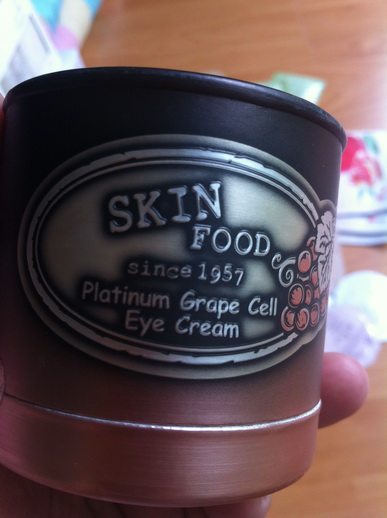 SKIN
FOOD
since 1957
Platinum Grape Cell
Eye Cream